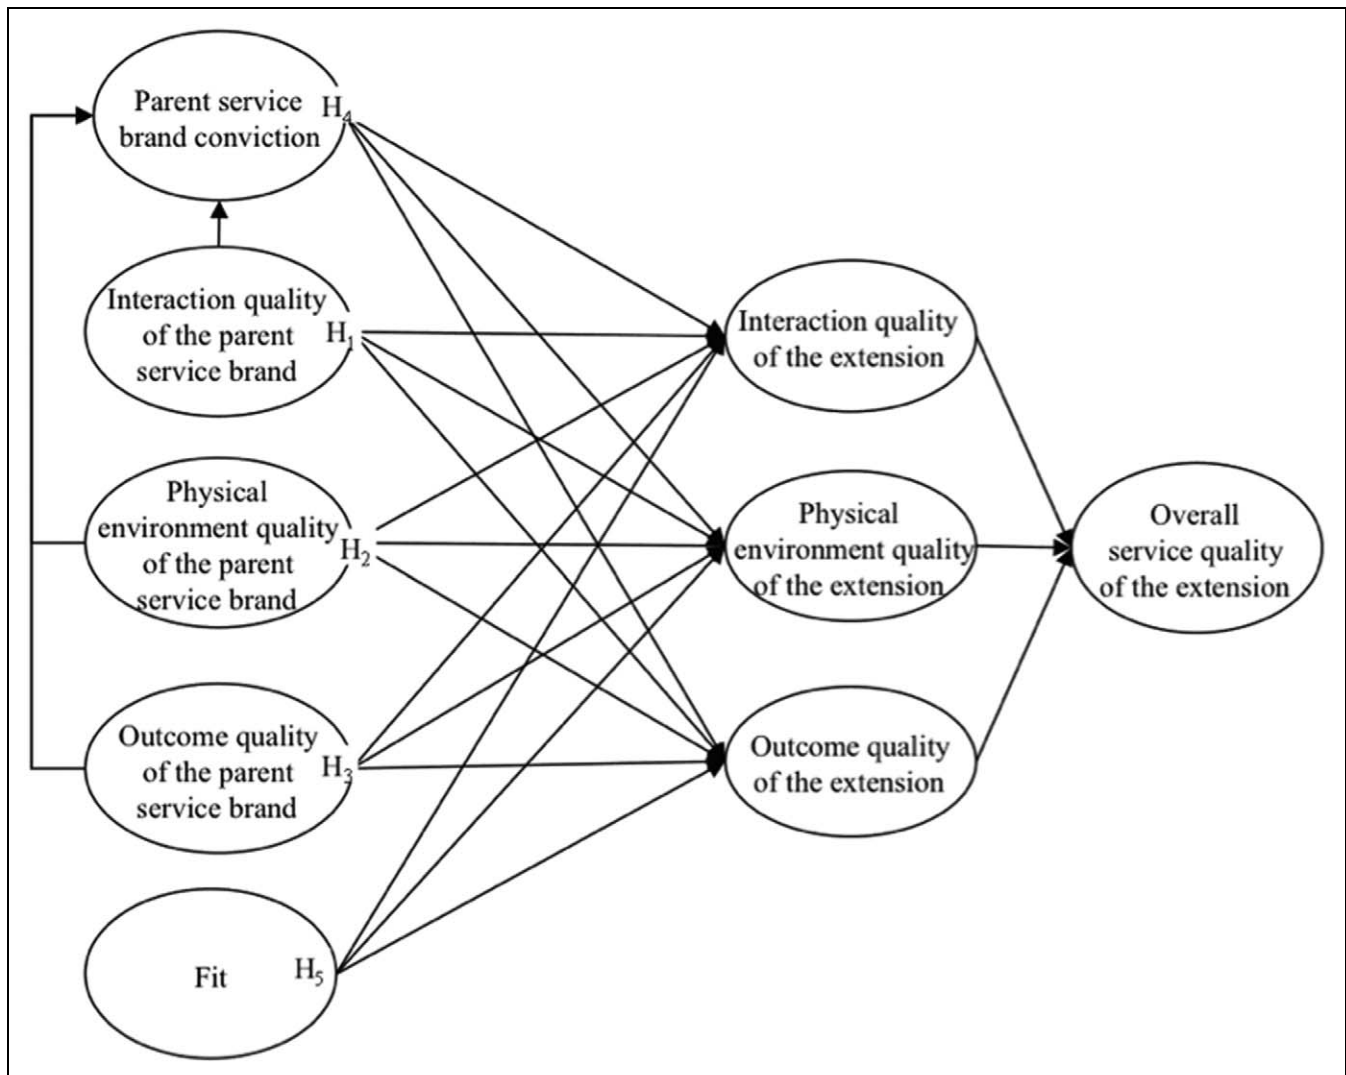 Parent service
brand conviction
H4
Interaction quality
of the parent
service brand
H1
Physical
environment quality
of the parent
service brand
H2
Outcome quality
of the parent
service brand
H3
Fit
H5
Interaction quality
of the extension
Physical
environment quality
of the extension
Outcome quality
of the extension
Overall
service quality
of the extension